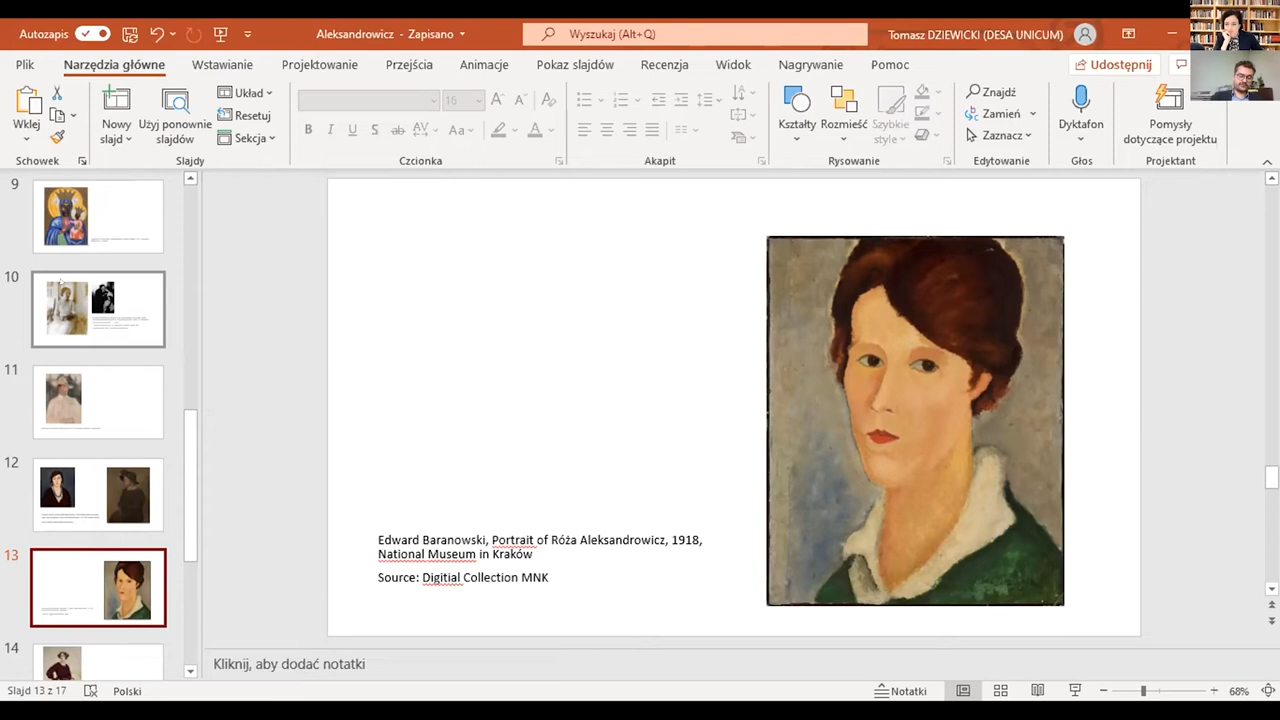 Autozapis
Aleksandrowicz - Zapisano
Wyszukaj (Alt+Q)
Tomasz DZIEWICKI (DESA UNICUM)
Plik
Narzędzia główne
Wstawianie
Projektowanie
Przejścia
Animacje
Pokaz slajdów
Recenzja
Widok
Nagrywanie
Pomoc
Udostępnij
Wklej
Nowy
slajd
Użyj ponownie
slajdów
Układ
Resetuj
Sekcja
16
Kształty
Rozmieść
Szybkie
style
Znajdź
Zamień
Zaznacz
Dyktafon
Pomysły
dotyczące projektu
Schowek
Slajdy
Czcionka
Akapit
Rysowanie
Edytowanie
Głos
Projektant
9
10
11
12
13
14
Edward Baranowski, Portrait of Róża Aleksandrowicz, 1918,
National Museum in Kraków
Source: Digitial Collection MNK
Kliknij, aby dodać notatki
Slajd 13 z 17
Polski
Notatki
68%